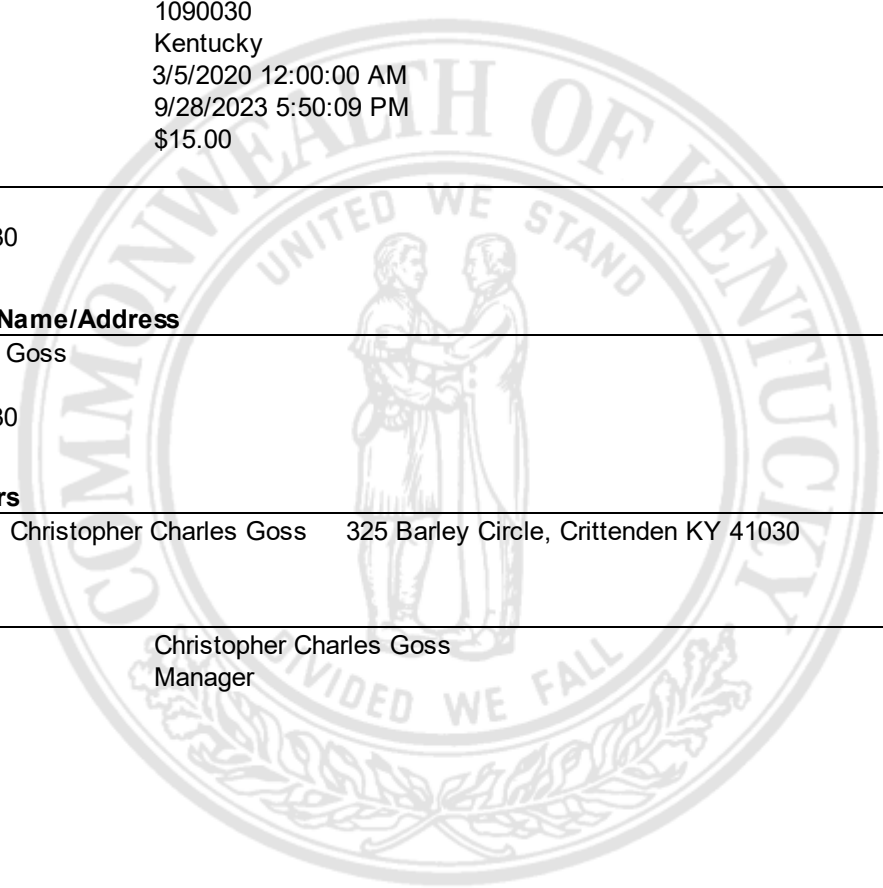 1090030
Kentucky
3/5/2020 12:00:00 AM
9/28/2023 5:50:09 PM
$15.00
30
Name/Address
Goss
30
rs
Christopher Charles Goss 325 Barley Circle, Crittenden KY 41030
Christopher Charles Goss
Manager
COMMONWEALTH OF KENTUCKY
UNITED WE STAND
DIVIDED WE FALL